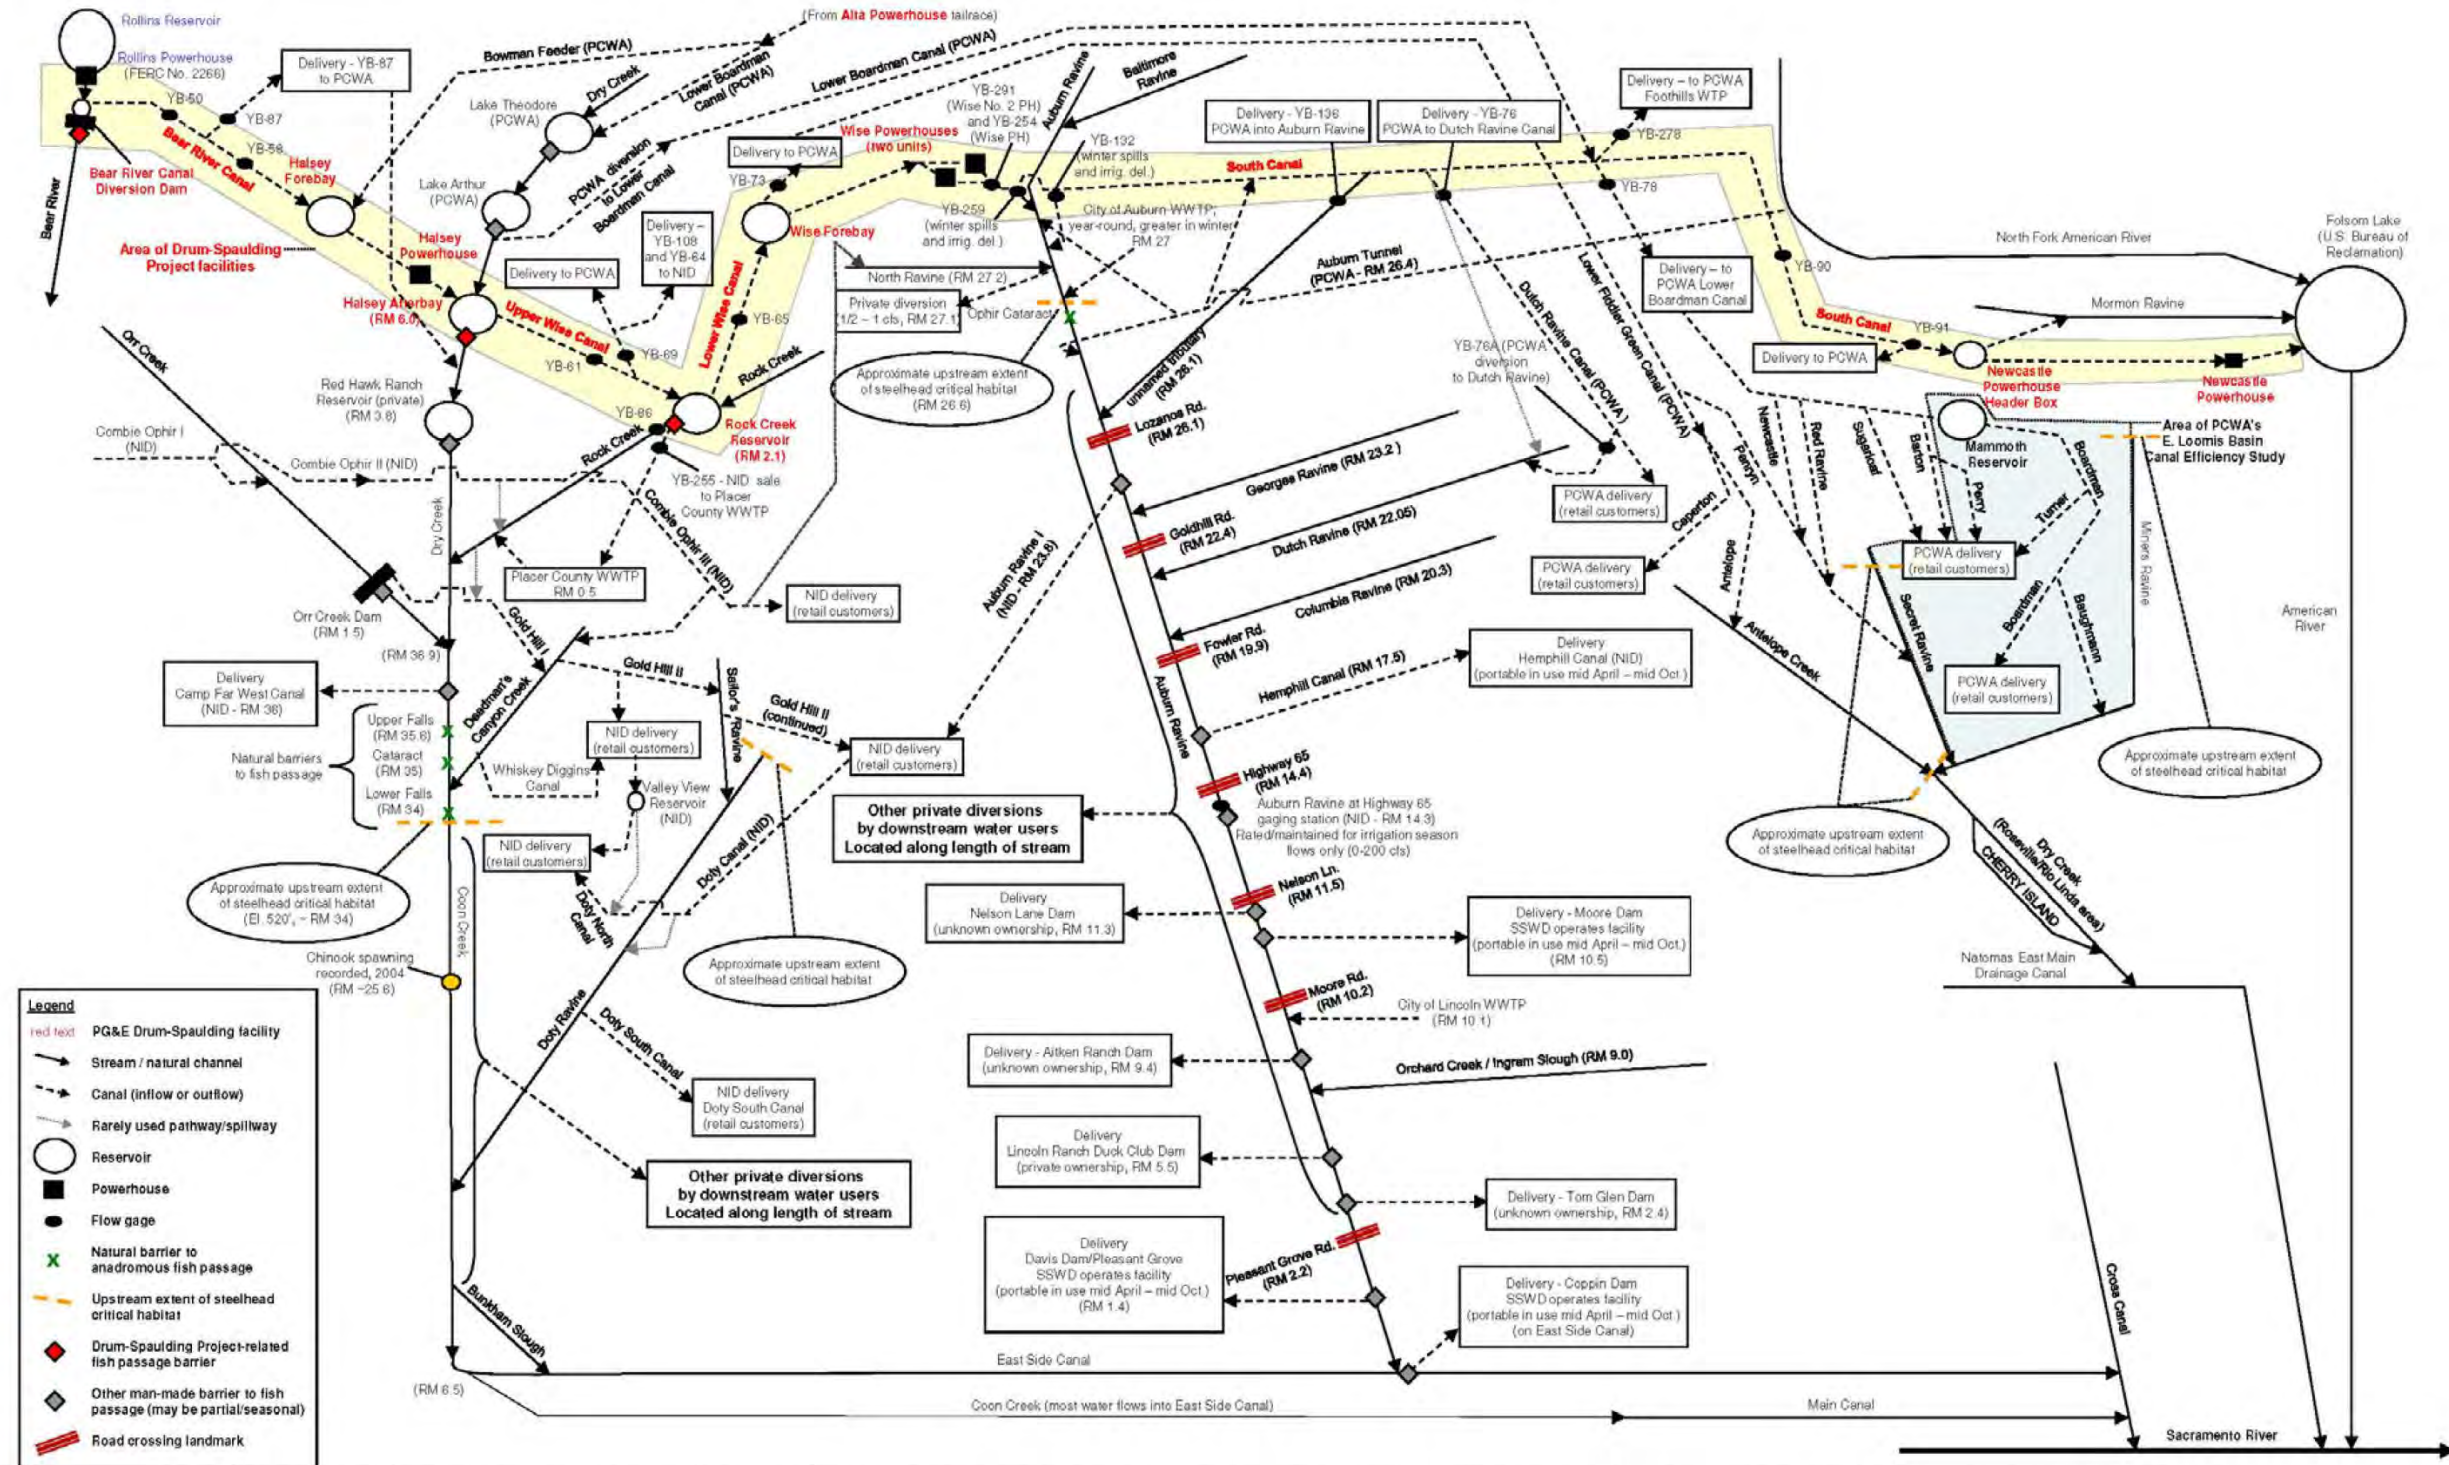 Rollins Reservoir
Rollins Powerhouse
(FERC No. 2266)
YB-50
Delivery - YB-87
to PCWA
YB-87
YB-58
Bear River Canal
Bear River Canal
Diversion Dam
Bear River
Halsey
Forebay
Area of Drum-Spaulding
Project facilities
Bowman Feeder (PCWA)
(From Alta Powerhouse tailrace)
Dry Creek
Lower Boardman
Canal (PCWA)
Lower Boardman Canal (PCWA)
Lake Theodore
(PCWA)
Lake Arthur
(PCWA)
PCWA diversion
to Lower
Boardman Canal
Halsey
Powerhouse
Halsey Afterbay
(RM 6.0)
Delivery to PCWA
Delivery –
YB-108
and YB-64
to NID
Upper Wise Canal
YB-61
YB-69
Lower Wise Canal
YB-65
YB-73
Delivery to PCWA
Wise Forebay
Wise Powerhouses
(two units)
YB-291
(Wise No. 2 PH)
and YB-254
(Wise PH)
YB-259
(winter spills
and irrig. del.)
Auburn Ravine
Baltimore
Ravine
YB-132
(winter spills
and irrig. del.)
City of Auburn WWTP;
year-round, greater in winter
RM 27
South Canal
Delivery - YB-136
PCWA into Auburn Ravine
Delivery - YB-76
PCWA to Dutch Ravine Canal
Delivery – to PCWA
Foothills WTP
YB-278
YB-78
YB-90
Delivery – to
PCWA Lower
Boardman Canal
Auburn Tunnel
(PCWA - RM 26.4)
North Ravine (RM 27.2)
Private diversion
(1/2 – 1 cfs, RM 27.1)
Ophir Cataract
Approximate upstream extent
of steelhead critical habitat
(RM 26.6)
unnamed tributary
(RM 26.1)
Lozanos Rd.
(RM 26.1)
North Fork American River
Mormon Ravine
Folsom Lake
(U.S. Bureau of
Reclamation)
South Canal
YB-91
Delivery to PCWA
Newcastle
Powerhouse
Header Box
Newcastle
Powerhouse
American
River
Dutch Ravine Canal (PCWA)
Lower Fiddler Green Canal (PCWA)
YB-76A (PCWA
diversion
to Dutch Ravine)
PCWA delivery
(retail customers)
Caperton
PCWA delivery
(retail customers)
Antelope
Penryn
Newcastle
Red Ravine
Sugarloaf
Barton
Perry
Mammoth
Reservoir
Boardman
Turner
Area of PCWA's
E. Loomis Basin
Canal Efficiency Study
PCWA delivery
(retail customers)
Secret Ravine
Boardman
Baughmann
Miners Ravine
PCWA delivery
(retail customers)
Antelope Creek
Approximate upstream extent
of steelhead critical habitat
Approximate upstream extent
of steelhead critical habitat
Dry Creek
(Roseville/Rio Linda area)
CHERRY ISLAND
Natomas East Main
Drainage Canal
Orr Creek
Red Hawk Ranch
Reservoir (private)
(RM 3.8)
Combie Ophir I
(NID)
Combie Ophir II (NID)
Rock Creek
YB-86
Rock Creek
Reservoir
(RM 2.1)
Rock Creek
YB-255 - NID sale
to Placer
County WWTP
Combie Ophir III (NID)
Dry Creek
Placer County WWTP
RM 0.5
NID delivery
(retail customers)
Orr Creek Dam
(RM 1.5)
(RM 36.9)
Gold Hill I
Gold Hill II
Sailor's Ravine
Gold Hill II
(continued)
Auburn Ravine I
(NID - RM 23.8)
Delivery
Camp Far West Canal
(NID - RM 36)
Deadman's
Canyon Creek
Upper Falls
(RM 35.6)
Cataract
(RM 35)
Lower Falls
(RM 34)
Natural barriers
to fish passage
NID delivery
(retail customers)
Whiskey Diggins
Canal
Valley View
Reservoir
(NID)
NID delivery
(retail customers)
NID delivery
(retail customers)
Doty Canal (NID)
Doty North
Canal
Approximate upstream extent
of steelhead critical habitat
(El. 520', ~ RM 34)
Approximate upstream extent
of steelhead critical habitat
Coon Creek
Chinook spawning
recorded, 2004
(RM ~25.6)
Doty Ravine
Doty South Canal
NID delivery
Doty South Canal
(retail customers)
Other private diversions
by downstream water users
Located along length of stream
Georges Ravine (RM 23.2 )
Goldhill Rd.
(RM 22.4)
Dutch Ravine (RM 22.05)
Columbia Ravine (RM 20.3)
Fowler Rd.
(RM 19.9)
Auburn Ravine
Hemphill Canal (RM 17.5)
Delivery
Hemphill Canal (NID)
(portable in use mid April – mid Oct.)
Highway 65
(RM 14.4)
Auburn Ravine at Highway 65
gaging station (NID - RM 14.3)
Rated/maintained for irrigation season
flows only (0-200 cfs)
Other private diversions
by downstream water users
Located along length of stream
Nelson Ln.
(RM 11.5)
Delivery
Nelson Lane Dam
(unknown ownership, RM 11.3)
Delivery - Moore Dam
SSWD operates facility
(portable in use mid April – mid Oct.)
(RM 10.5)
Moore Rd.
(RM 10.2)
City of Lincoln WWTP
(RM 10.1)
Delivery - Aitken Ranch Dam
(unknown ownership, RM 9.4)
Orchard Creek / Ingram Slough (RM 9.0)
Delivery
Lincoln Ranch Duck Club Dam
(private ownership, RM 5.5)
Delivery - Tom Glen Dam
(unknown ownership, RM 2.4)
Pleasant Grove Rd.
(RM 2.2)
Delivery
Davis Dam/Pleasant Grove
SSWD operates facility
(portable in use mid April – mid Oct.)
(RM 1.4)
Delivery - Coppin Dam
SSWD operates facility
(portable in use mid April – mid Oct.)
(on East Side Canal)
Bunkham Slough
(RM 6.5)
East Side Canal
Coon Creek (most water flows into East Side Canal)
Main Canal
Cross Canal
Sacramento River
Legend
red text PG&E Drum-Spaulding facility
Stream / natural channel
Canal (inflow or outflow)
Rarely used pathway/spillway
Reservoir
Powerhouse
Flow gage
X Natural barrier to
anadromous fish passage
Upstream extent of steelhead
critical habitat
Drum-Spaulding Project-related
fish passage barrier
Other man-made barrier to fish
passage (may be partial/seasonal)
Road crossing landmark